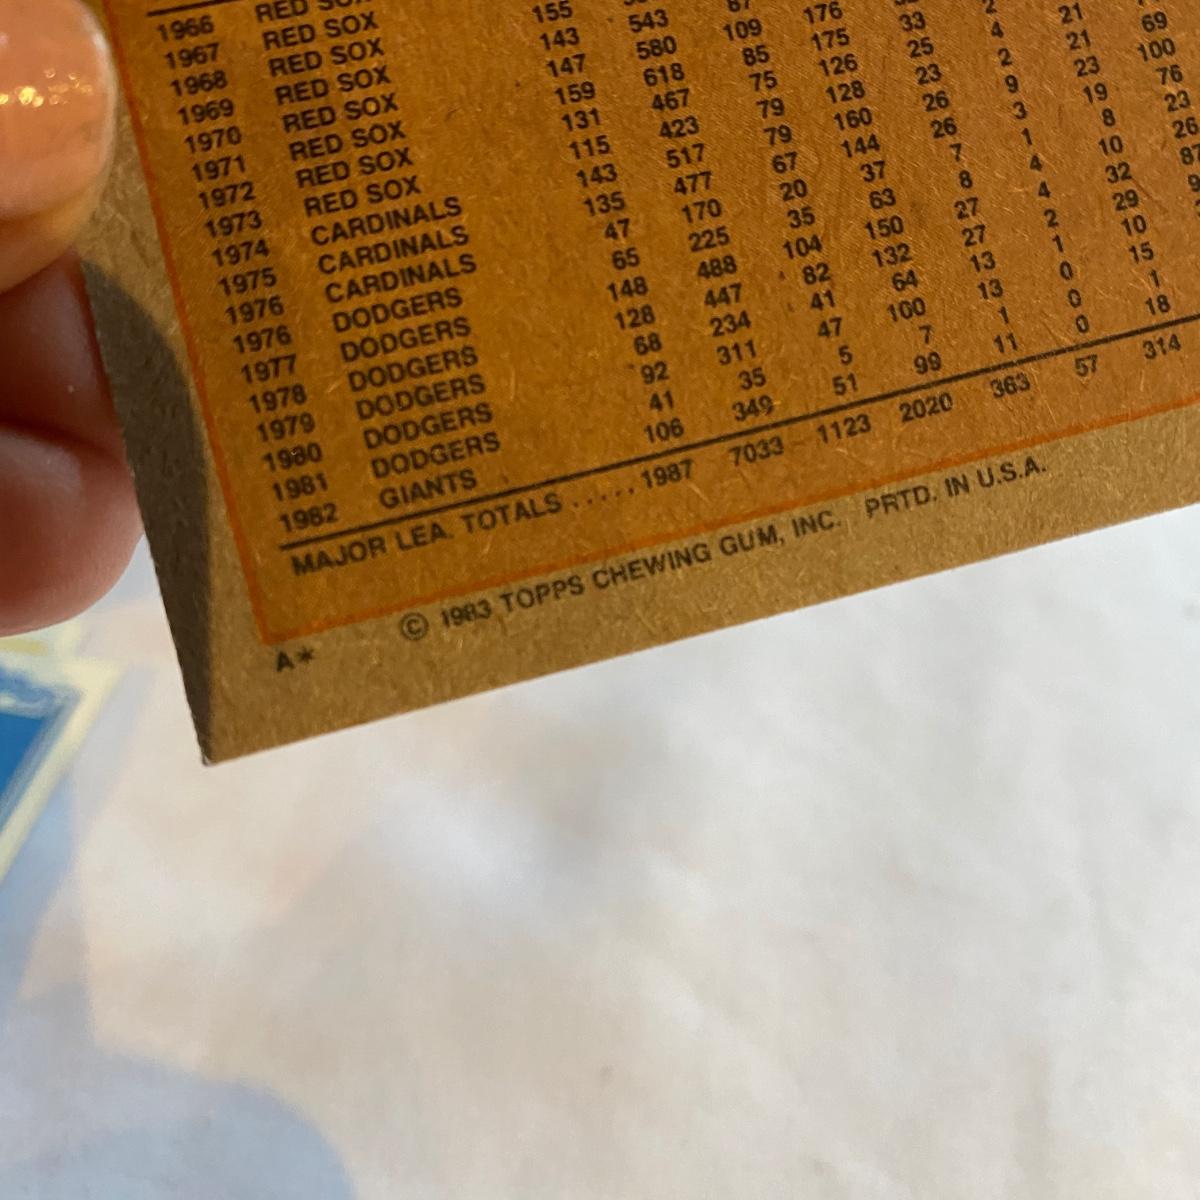 1966 RED SOX
1967 RED SOX
1968 RED SOX 155
1969 RED SOX 143 543 87
1970 RED SOX 147 580 109 176
1971 RED SOX 159 618 85 175 33 2
1972 RED SOX 131 467 75 126 25 4 21
1973 RED SOX 115 423 79 128 23 2 21 69
1974 CARDINALS 143 517 79 160 26 9 23 100
1975 CARDINALS 135 477 67 144 26 3 19 76
1976 CARDINALS 47 170 20 37 7 1 8 23
1976 DODGERS 65 225 35 63 8 4 10 26
1977 DODGERS 148 488 104 150 27 4 32 87
1978 DODGERS 128 447 82 132 27 2 29
1979 DODGERS 68 234 41 64 13 1 10
1980 DODGERS 92 311 47 100 13 0 15
1981 DODGERS 41 35 5 7 1 0 1
1982 GIANTS 106 349 51 99 11 0 18
MAJOR LEA. TOTALS ..... 1987 7033 1123 2020 363 57 314
© 1983 TOPPS CHEWING GUM, INC. PRTD. IN U.S.A.
A*